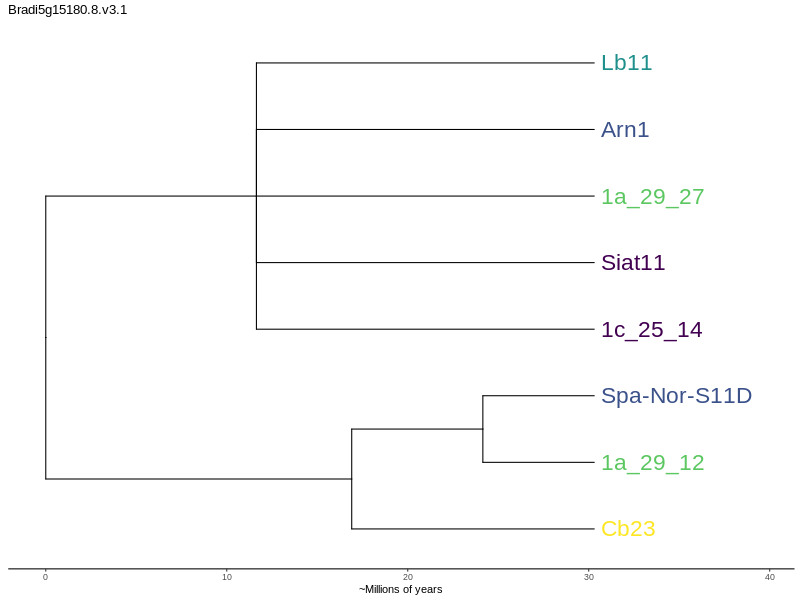 Bradi5g15180.8.v3.1
Lb11
Arn1
1a_29_27
Siat11
1c_25_14
Spa-Nor-S11D
1a_29_12
Cb23
0 10 20 30 40
~Millions of years